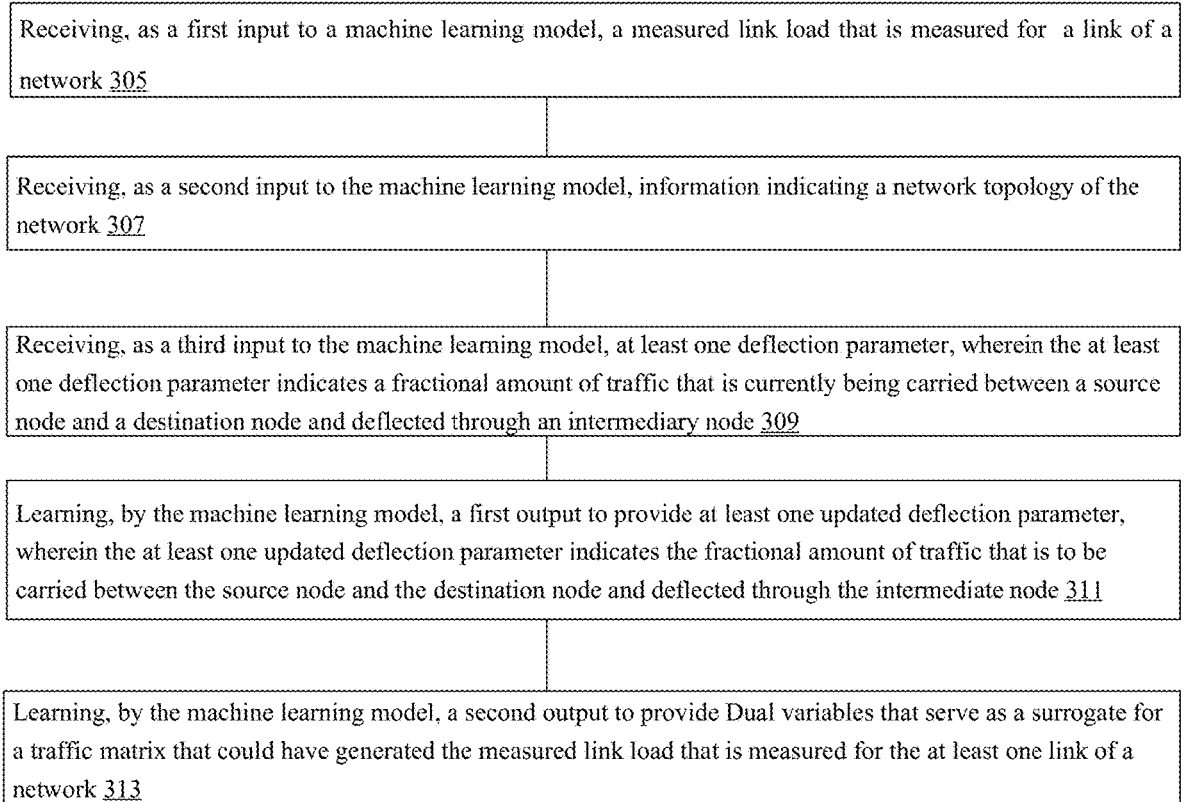 Receiving, as a first input to a machine learning model, a measured link load that is measured for a link of a
network 305
Receiving, as a second input to the machine learning model, information indicating a network topology of the
network 307
Receiving, as a third input to the machine learning model, at least one deflection parameter, wherein the at least
one deflection parameter indicates a fractional amount of traffic that is currently being carried between a source
node and a destination node and deflected through an intermediary node 309
Learning, by the machine learning model, a first output to provide at least one updated deflection parameter,
wherein the at least one updated deflection parameter indicates the fractional amount of traffic that is to be
carried between the source node and the destination node and deflected through the intermediate node 311
Learning, by the machine learning model, a second output to provide Dual variables that serve as a surrogate for
a traffic matrix that could have generated the measured link load that is measured for the at least one link of a
network 313